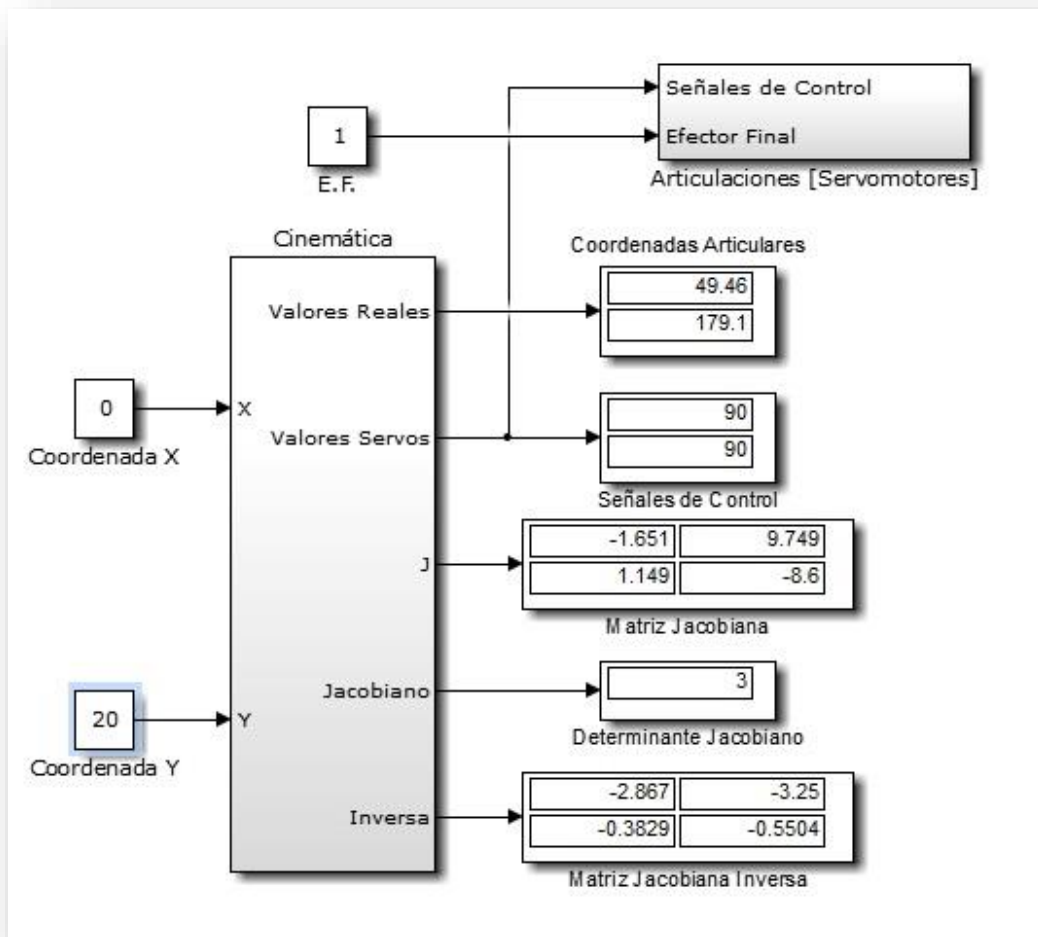 Señales de Control
Efector Final
Articulaciones [Servomotores]
1
E.F.
Cinemática
Valores Reales
Valores Servos
J
Jacobiano
Inversa
X
Y
0
Coordenada X
20
Coordenada Y
Coordenadas Articulares
49.46
179.1
90
90
Señales de Control
-1.651 9.749
1.149 -8.6
Matriz Jacobiana
3
Determinante Jacobiano
-2.867 -3.25
-0.3829 -0.5504
Matriz Jacobiana Inversa